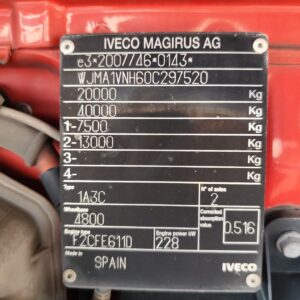 IVECO MAGIRUS AG
e3*2007/46*0143*
WJMA1VNH60C297520
20000 Kg
40000 Kg
1-7500 Kg
2-13000 Kg
3- Kg
4- Kg
Type N° of axles
1A3C 2
Wheelbase Corrected absorption value
4800 0.516
Engine type Engine power kW
F2CFE611D 228
Made in SPAIN IVECO